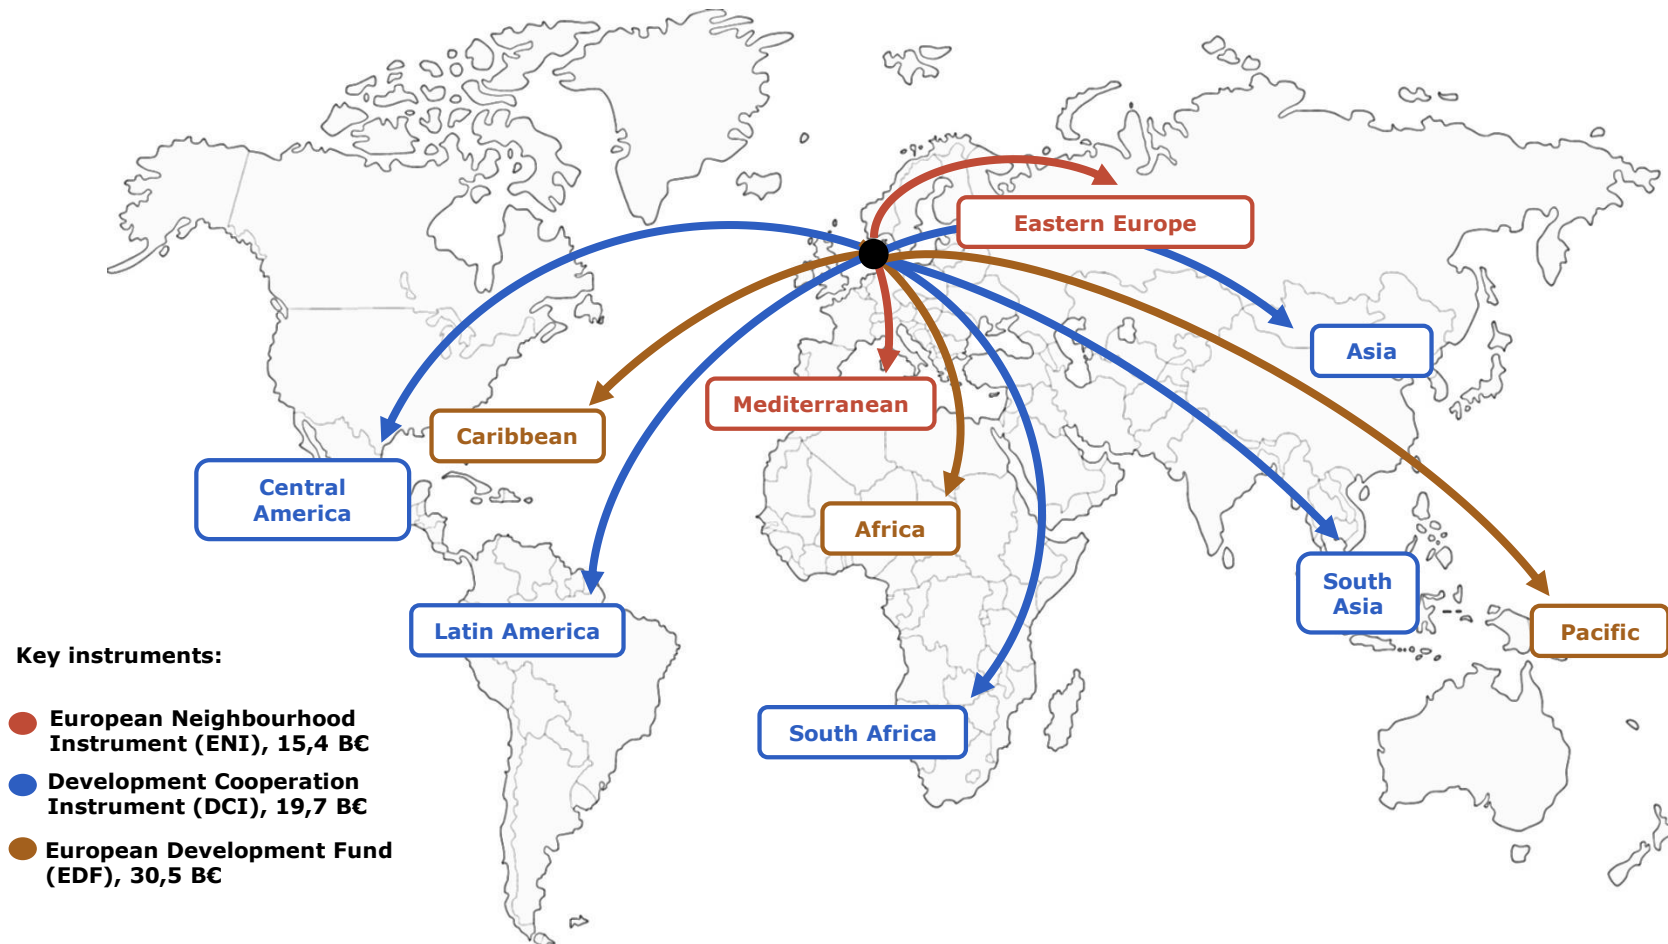 Eastern Europe
Asia
Mediterranean
Caribbean
Central
America
Africa
South
Asia
Latin America
Pacific
South Africa
Key instruments:
European Neighbourhood
Instrument (ENI), 15,4 B€
Development Cooperation
Instrument (DCI), 19,7 B€
European Development Fund
(EDF), 30,5 B€